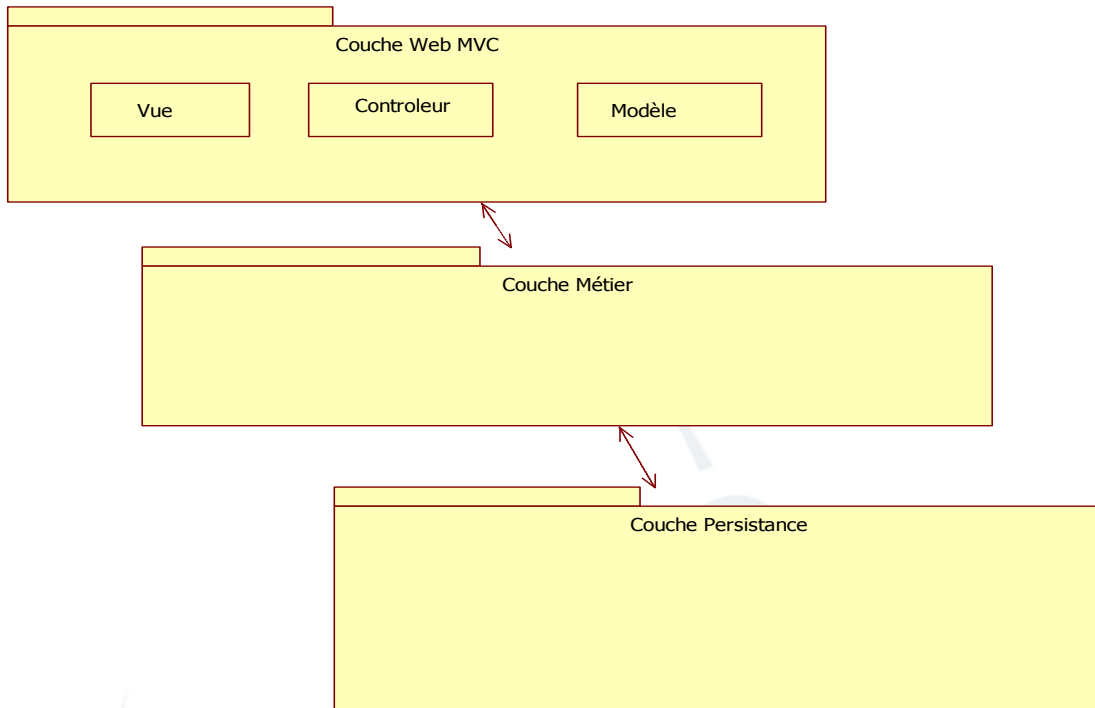 Couche Web MVC
Vue
Controleur
Modèle
Couche Métier
Couche Persistance